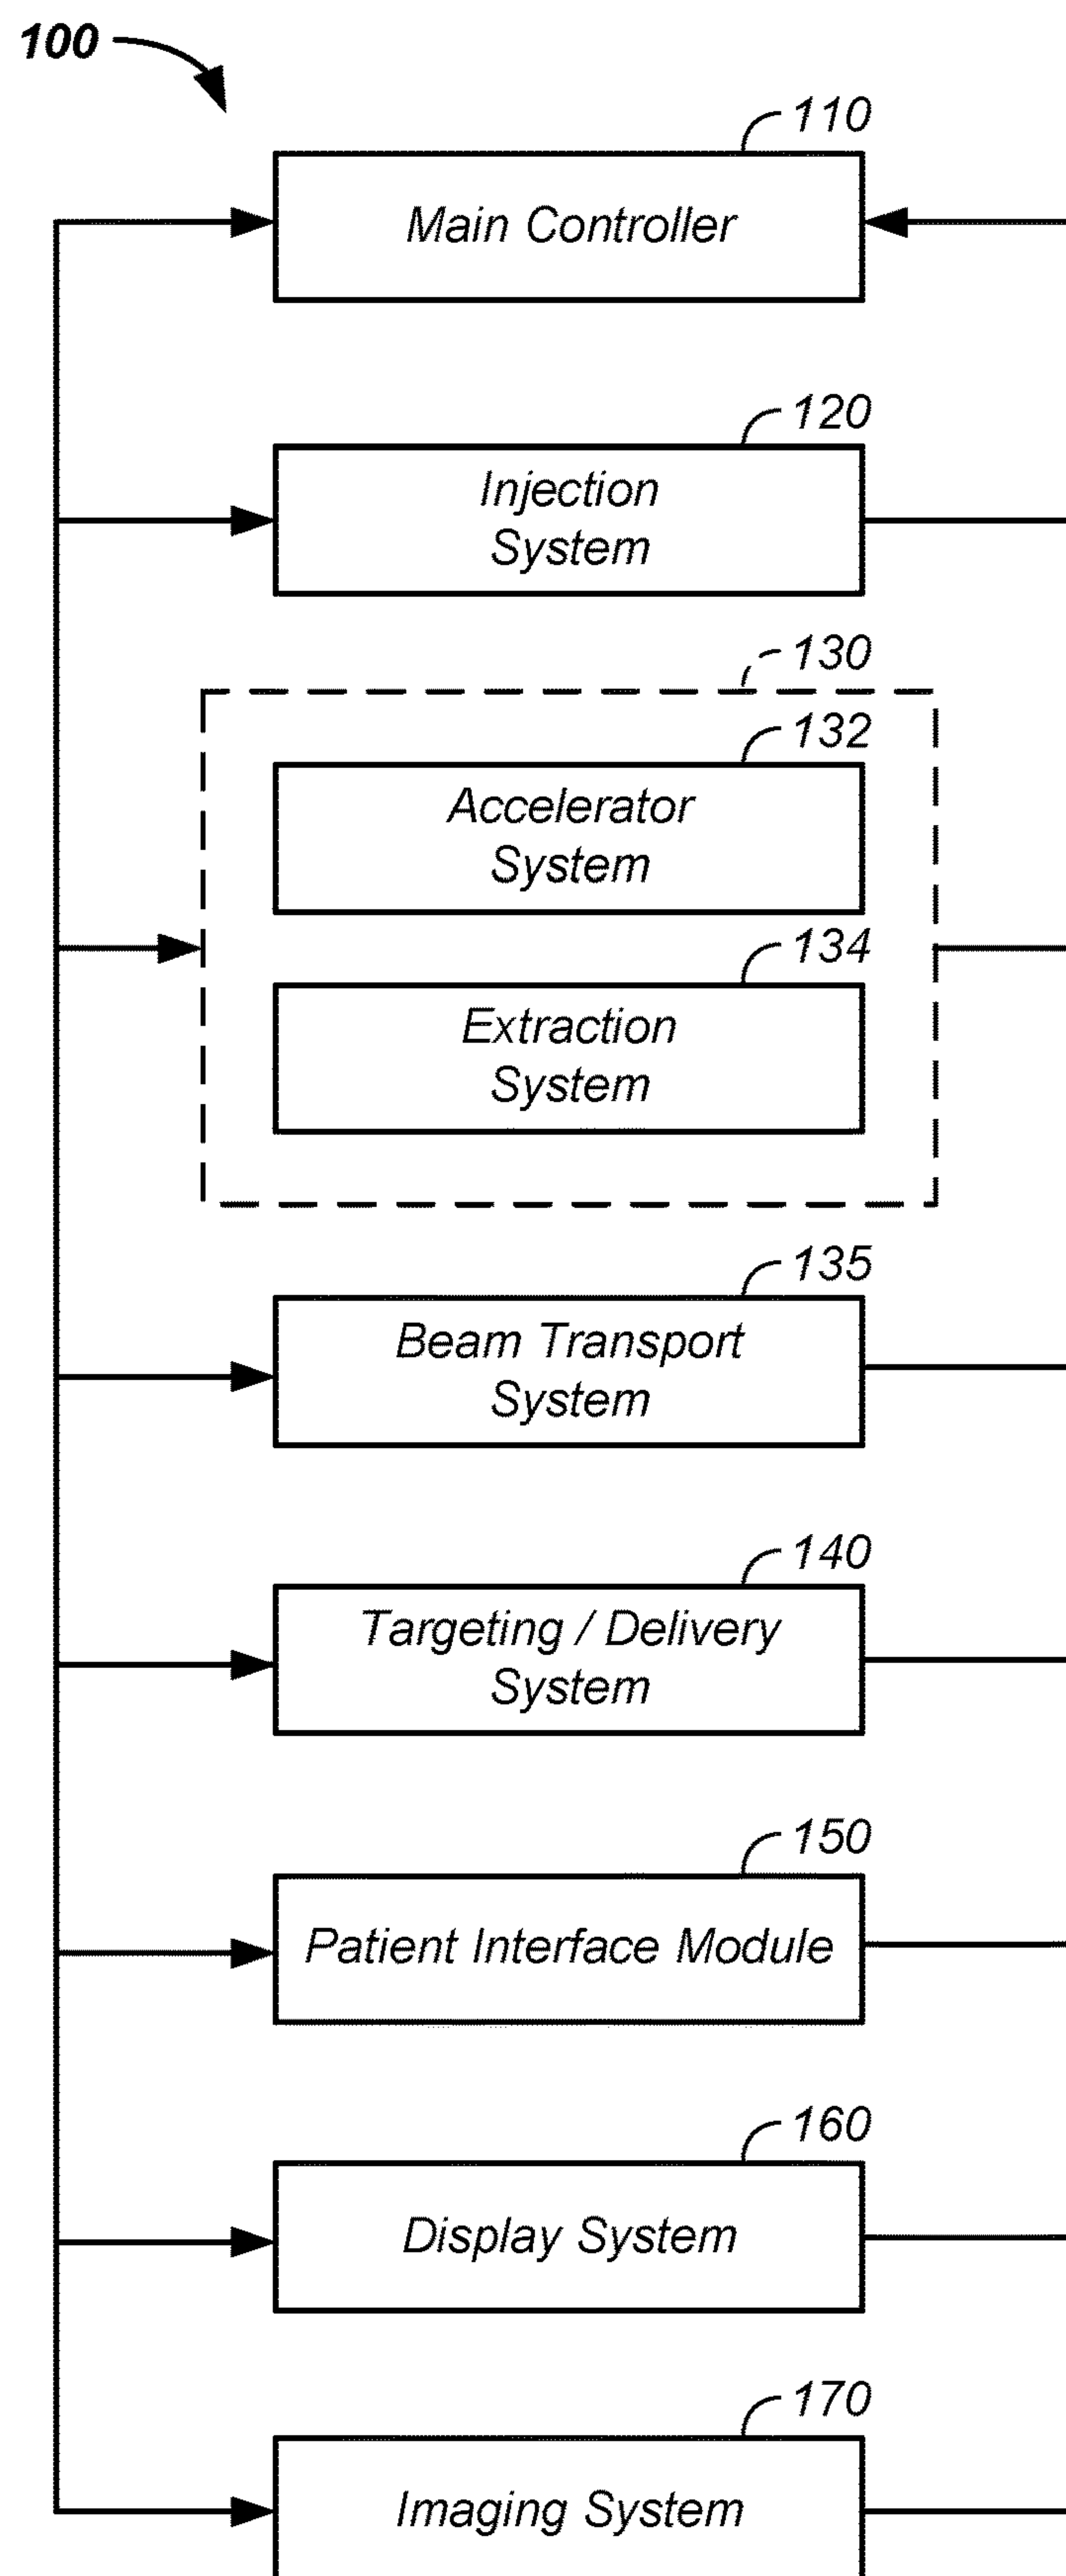 100
110
Main Controller
120
Injection
System
130
132
Accelerator
System
134
Extraction
System
135
Beam Transport
System
140
Targeting / Delivery
System
150
Patient Interface Module
160
Display System
170
Imaging System